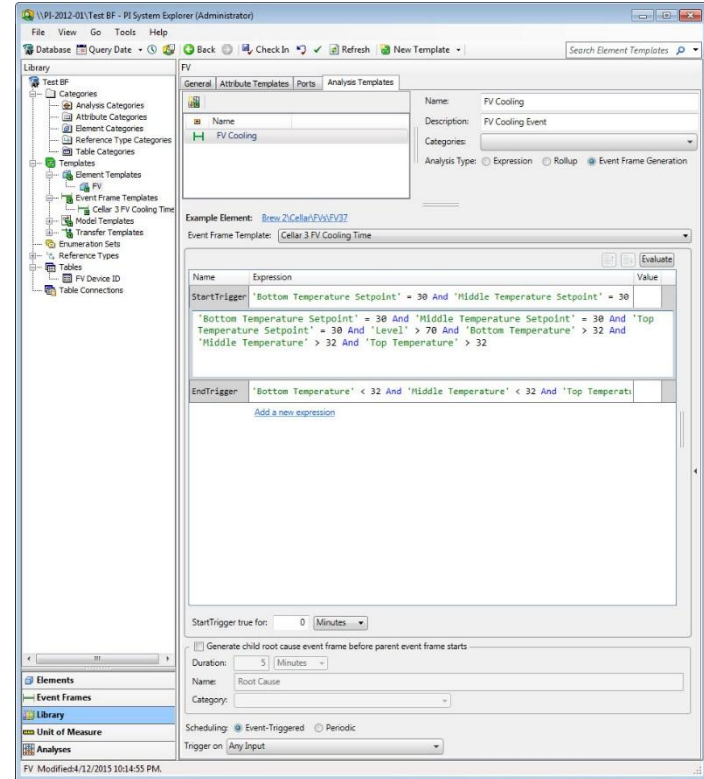 \\PI-2012-01\Test BF - PI System Explorer (Administrator)
File View Go Tools Help
Database Query Date Back Check In Refresh New Template Search Element Templates
Library
Test BF
Categories
Analysis Categories
Attribute Categories
Element Categories
Reference Type Categories
Table Categories
Templates
Element Templates
FV
Event Frame Templates
Cellar 3 FV Cooling Time
Model Templates
Transfer Templates
Enumeration Sets
Reference Types
Tables
FV Device ID
Table Connections
Elements
Event Frames
Library
Unit of Measure
Analyses
FV
General Attribute Templates Ports Analysis Templates
Name
FV Cooling
Name: FV Cooling
Description: FV Cooling Event
Categories:
Analysis Type: Expression Rollup Event Frame Generation
Example Element: Brew 2\Cellar\FVs\FV37
Event Frame Template: Cellar 3 FV Cooling Time
Evaluate
Name Expression Value
StartTrigger 'Bottom Temperature Setpoint' = 30 And 'Middle Temperature Setpoint' = 30
'Bottom Temperature Setpoint' = 30 And 'Middle Temperature Setpoint' = 30 And 'Top
Temperature Setpoint' = 30 And 'Level' > 70 And 'Bottom Temperature' > 32 And
'Middle Temperature' > 32 And 'Top Temperature' > 32
EndTrigger 'Bottom Temperature' < 32 And 'Middle Temperature' < 32 And 'Top Temperatu
Add a new expression
StartTrigger true for: 0 Minutes
Generate child root cause event frame before parent event frame starts
Duration: 5 Minutes
Name: Root Cause
Category:
Scheduling: Event-Triggered Periodic
Trigger on Any Input
FV Modified:4/12/2015 10:14:55 PM.